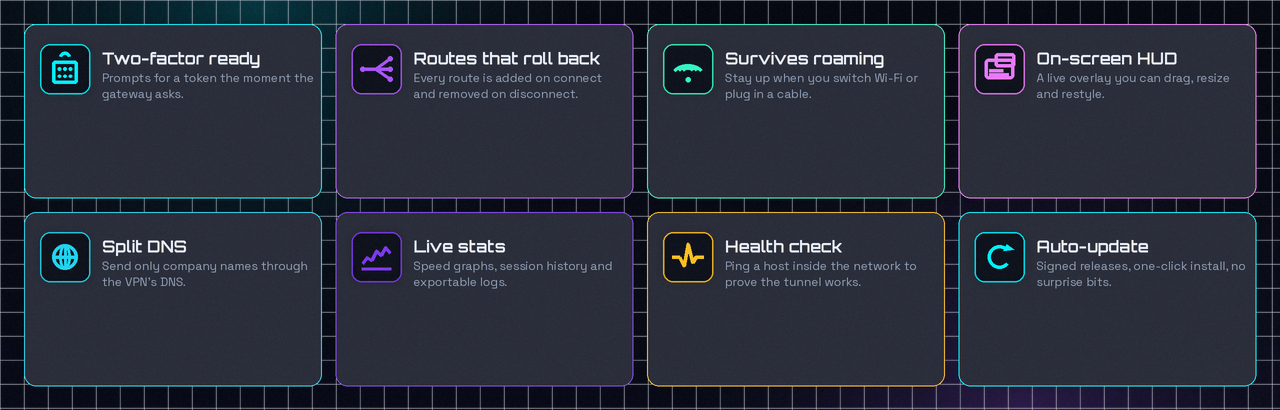 Two-factor ready
Prompts for a token the moment the
gateway asks.
Routes that roll back
Every route is added on connect
and removed on disconnect.
Survives roaming
Stay up when you switch Wi-Fi or
plug in a cable.
On-screen HUD
A live overlay you can drag, resize
and restyle.
Split DNS
Send only company names through
the VPN's DNS.
Live stats
Speed graphs, session history and
exportable logs.
Health check
Ping a host inside the network to
prove the tunnel works.
Auto-update
Signed releases, one-click install, no
surprise bits.